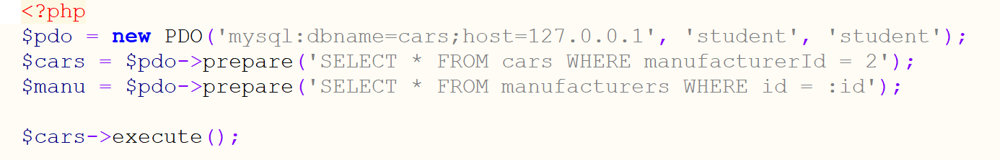 <?php
$pdo = new PDO('mysql:dbname=cars;host=127.0.0.1', 'student', 'student');
$cars = $pdo->prepare('SELECT * FROM cars WHERE manufacturerId = 2');
$manu = $pdo->prepare('SELECT * FROM manufacturers WHERE id = :id');
$cars->execute();